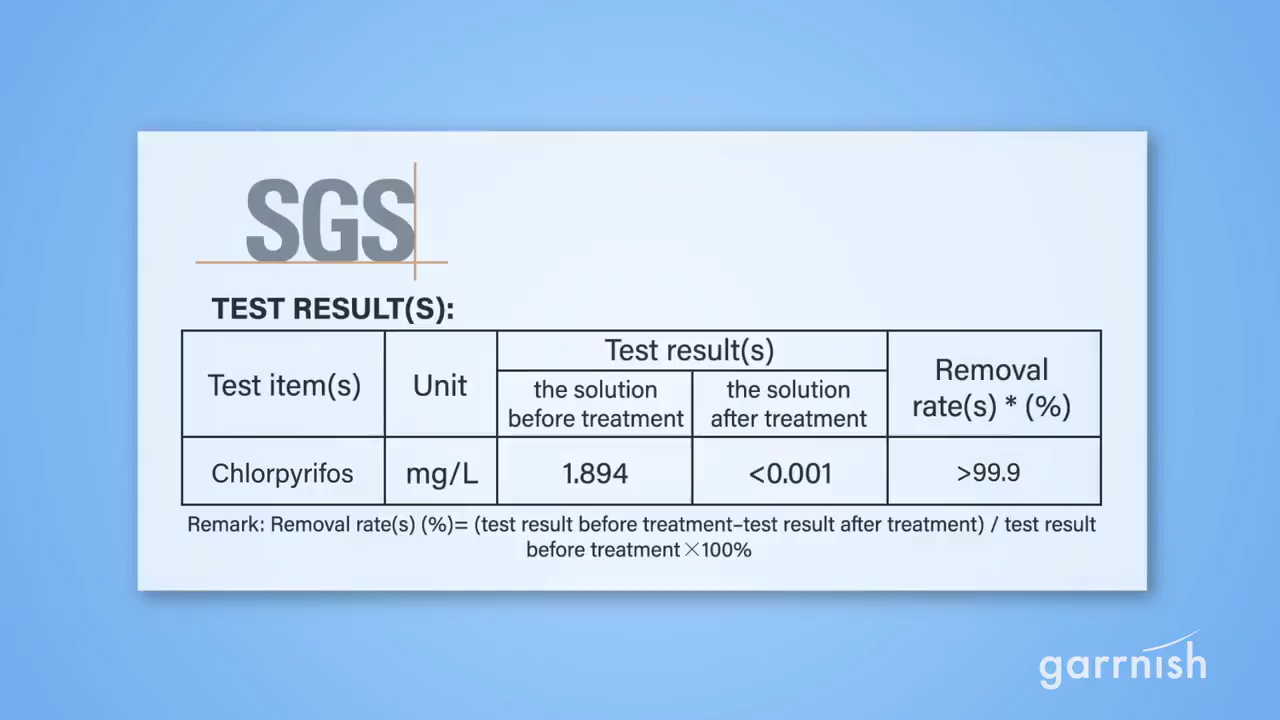 SGS
TEST RESULT(S):
Test item(s)
Unit
Test result(s)
the solution
before treatment
the solution
after treatment
Removal
rate(s) * (%)
Chlorpyrifos
mg/L
1.894
<0.001
>99.9
Remark: Removal rate(s) (%)= (test result before treatment–test result after treatment) / test result
before treatment×100%
garrnish